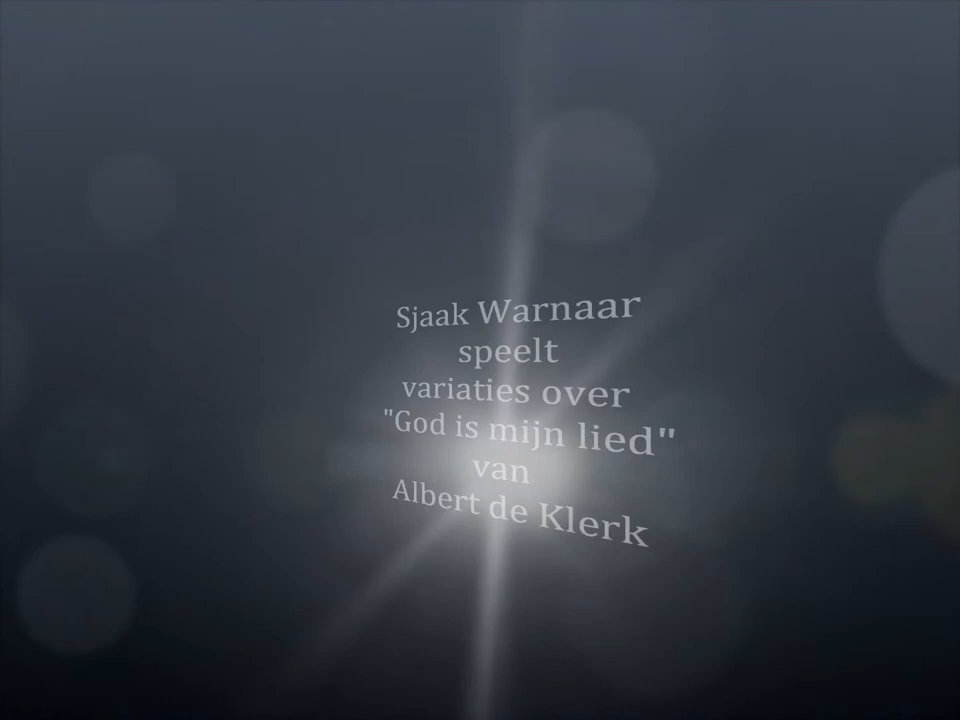 Sjaak Warnaar
speelt
variaties over
"God is mijn lied"
van
Albert de Klerk